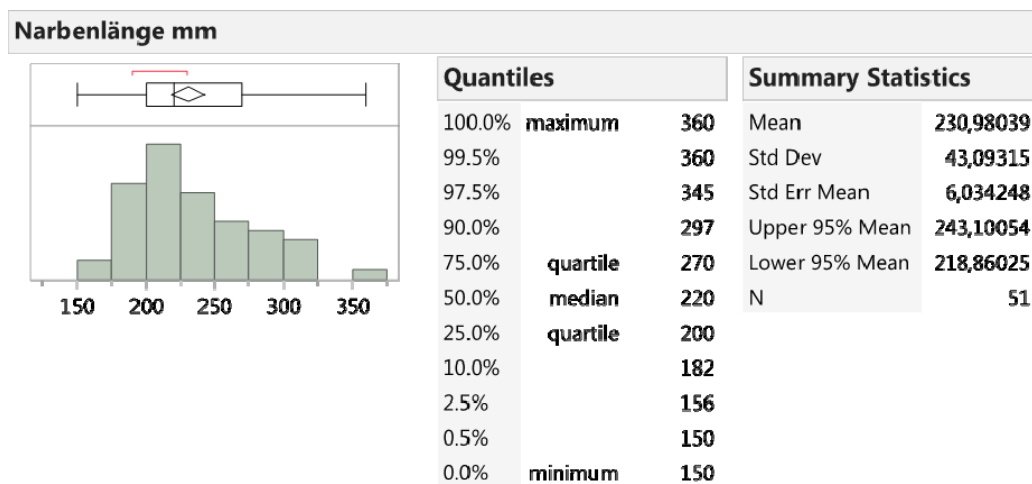 Narbenlänge mm
150 200 250 300 350
Quantiles
100.0% maximum 360
99.5% 360
97.5% 345
90.0% 297
75.0% quartile 270
50.0% median 220
25.0% quartile 200
10.0% 182
2.5% 156
0.5% 150
0.0% minimum 150
Summary Statistics
Mean 230,98039
Std Dev 43,09315
Std Err Mean 6,034248
Upper 95% Mean 243,10054
Lower 95% Mean 218,86025
N 51